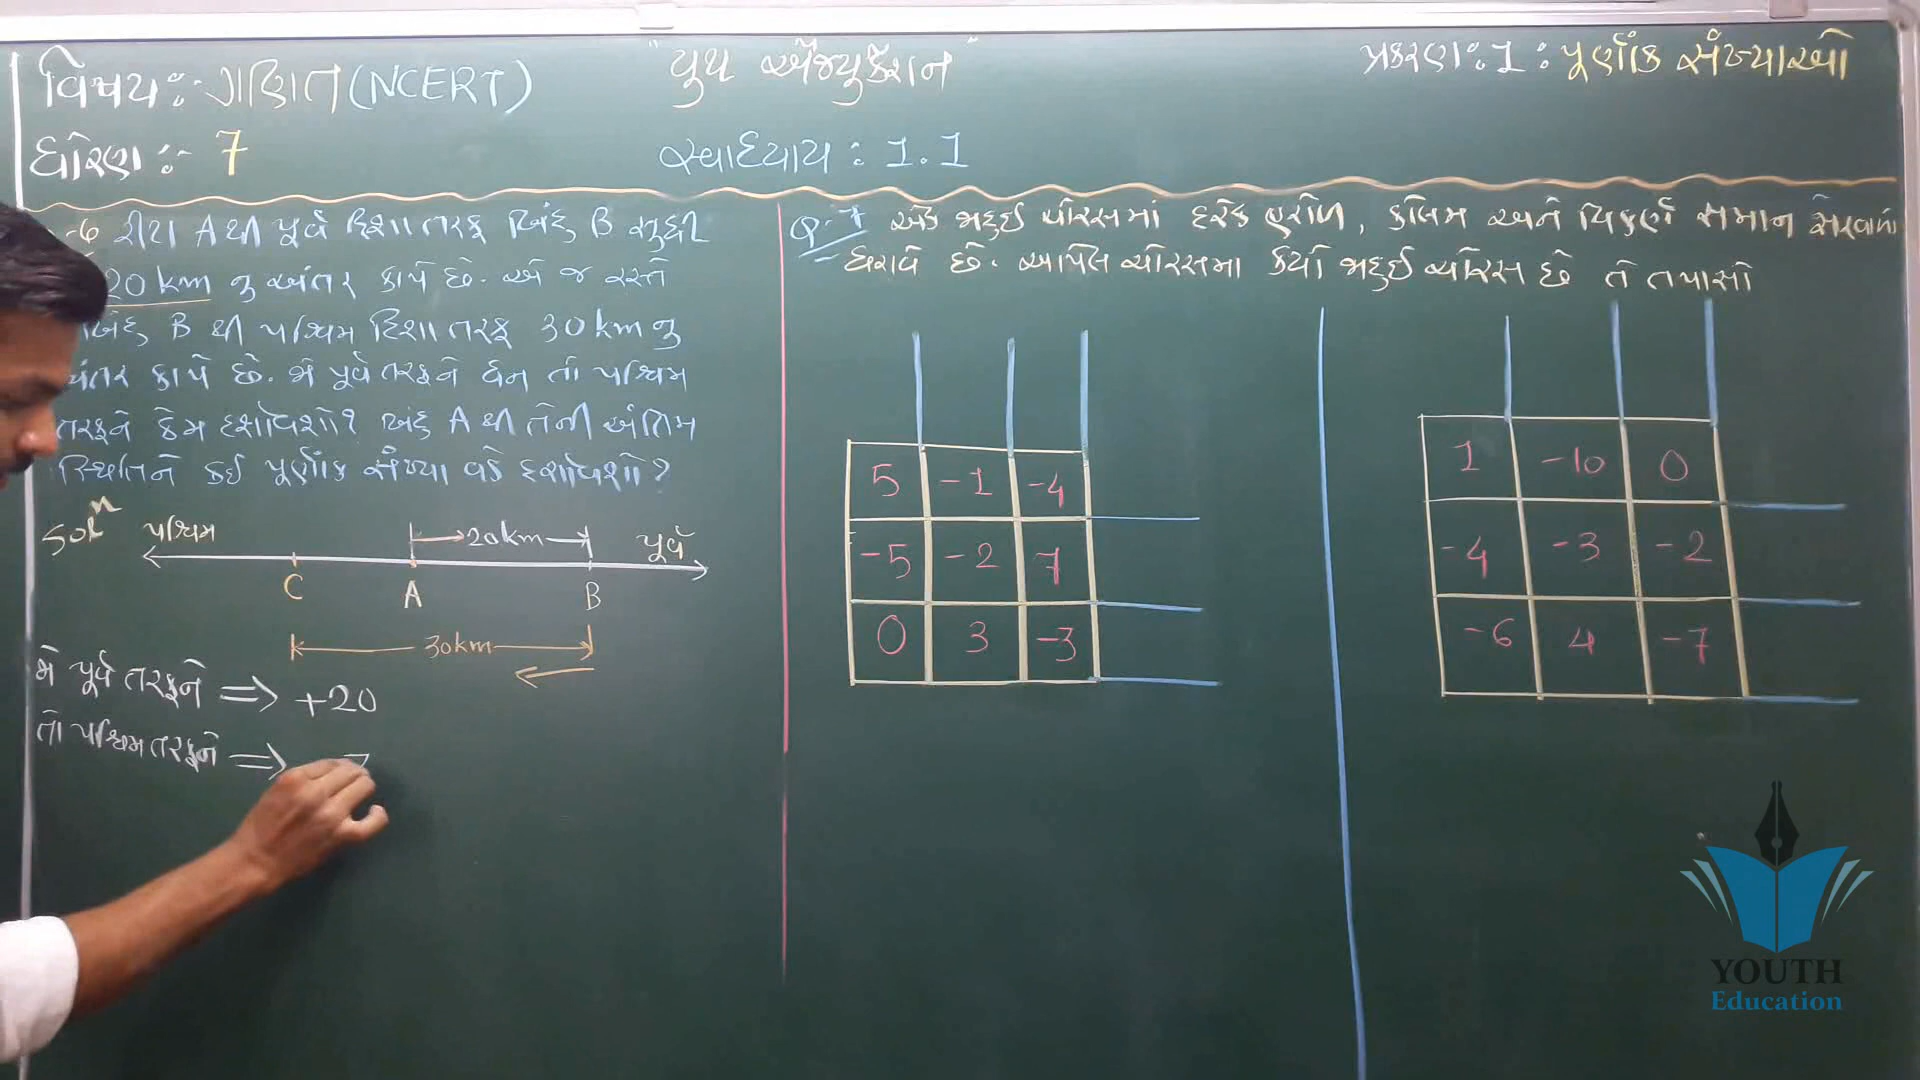 વિષય:- ગણિત (NCERT)
"યુથ એજ્યુકેશન"
પ્રકરણ:1: પૂર્ણાંક સંખ્યાઓ
ધોરણ:- 7
સ્વાધ્યાય: 1.1
-6 રીટા A થી પૂર્વ દિશા તરફ બિંદુ B સુધી
20 km નુ અંતર કાપે છે. એ જ રસ્તે
બિંદુ B થી પશ્ચિમ દિશા તરફ 30 km નુ
અંતર કાપે છે. જો પૂર્વ તરફને ધન તો પશ્ચિમ
તરફને કેમ દર્શાવશો? બિંદુ A થી તેની અંતિમ
સ્થિતિને કઈ પૂર્ણાંક સંખ્યા વડે દર્શાવશો?
Solⁿ
પશ્ચિમ 20km પૂર્વ
C A B
30km
જો પૂર્વ તરફને => +20
તો પશ્ચિમ તરફને =>
Q-7 એક જાદુઈ ચોરસમાં દરેક હરોળ, કૉલમ અને વિકર્ણ સમાન સરવાળો
ધરાવે છે. આપેલ ચોરસમા કયો જાદુઈ ચોરસ છે તે તપાસો
5 -1 -4
-5 -2 7
0 3 -3
1 -10 0
-4 -3 -2
-6 4 -7
YOUTH
Education